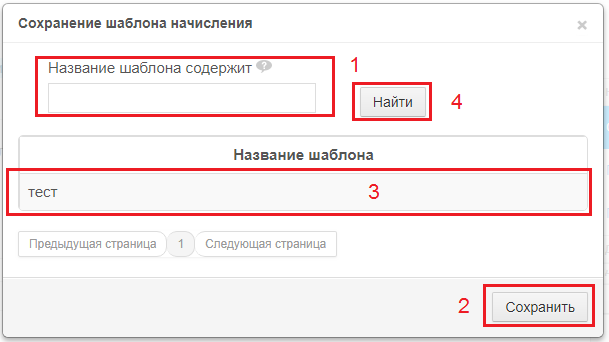 Сохранение шаблона начисления ×
Название шаблона содержит ? 1
Найти 4
Название шаблона
тест 3
Предыдущая страница 1 Следующая страница
2 Сохранить